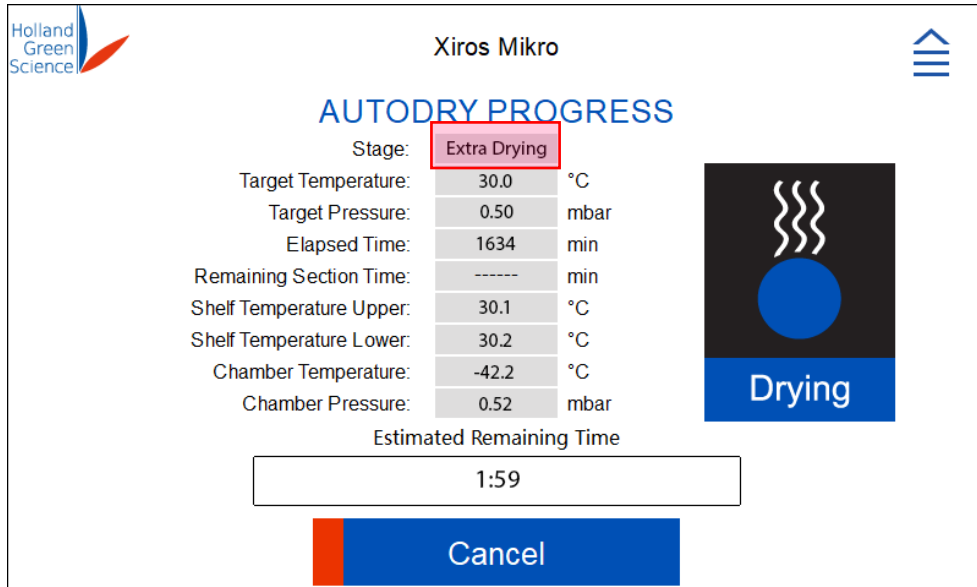 Holland
Green
Science
Xiros Mikro
AUTODRY PROGRESS
Stage: Extra Drying
Target Temperature: 30.0 °C
Target Pressure: 0.50 mbar
Elapsed Time: 1634 min
Remaining Section Time: ------ min
Shelf Temperature Upper: 30.1 °C
Shelf Temperature Lower: 30.2 °C
Chamber Temperature: -42.2 °C
Chamber Pressure: 0.52 mbar
Drying
Estimated Remaining Time
1:59
Cancel